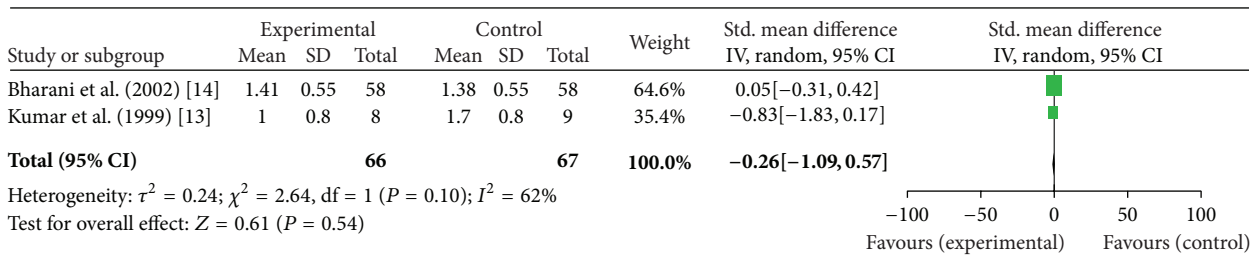 Experimental Control Std. mean difference Std. mean difference
Study or subgroup Mean SD Total Mean SD Total Weight IV, random, 95% CI IV, random, 95% CI
Bharani et al. (2002) [14] 1.41 0.55 58 1.38 0.55 58 64.6% 0.05[−0.31, 0.42]
Kumar et al. (1999) [13] 1 0.8 8 1.7 0.8 9 35.4% −0.83[−1.83, 0.17]
Total (95% CI) 66 67 100.0% −0.26[−1.09, 0.57]
Heterogeneity: τ² = 0.24; χ² = 2.64, df = 1 (P = 0.10); I² = 62%
Test for overall effect: Z = 0.61 (P = 0.54)
−100 −50 0 50 100
Favours (experimental) Favours (control)